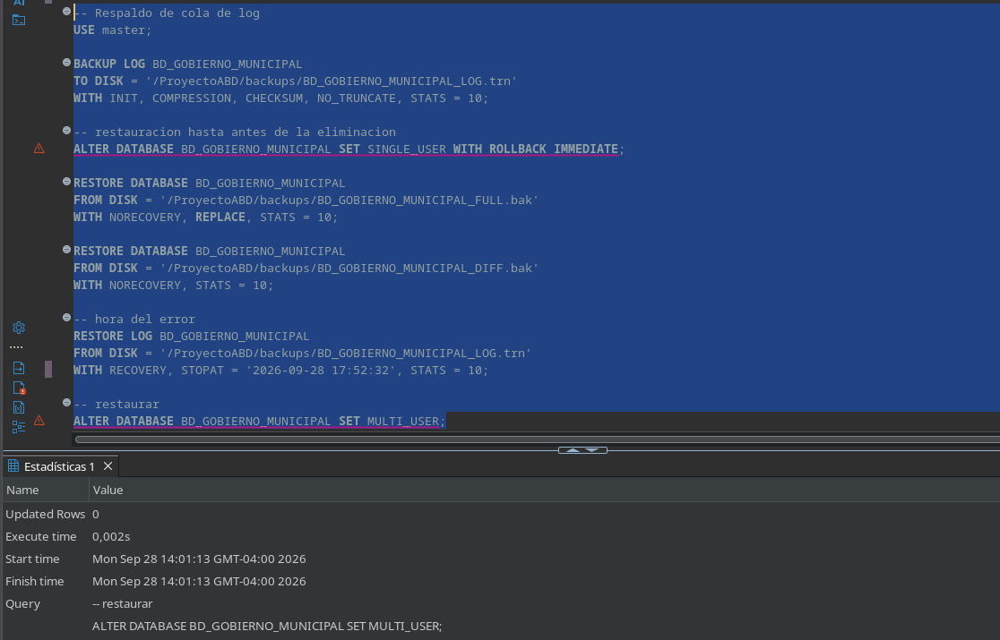 -- Respaldo de cola de log
USE master;
BACKUP LOG BD_GOBIERNO_MUNICIPAL
TO DISK = '/ProyectoABD/backups/BD_GOBIERNO_MUNICIPAL_LOG.trn'
WITH INIT, COMPRESSION, CHECKSUM, NO_TRUNCATE, STATS = 10;
-- restauracion hasta antes de la eliminacion
ALTER DATABASE BD_GOBIERNO_MUNICIPAL SET SINGLE_USER WITH ROLLBACK IMMEDIATE;
RESTORE DATABASE BD_GOBIERNO_MUNICIPAL
FROM DISK = '/ProyectoABD/backups/BD_GOBIERNO_MUNICIPAL_FULL.bak'
WITH NORECOVERY, REPLACE, STATS = 10;
RESTORE DATABASE BD_GOBIERNO_MUNICIPAL
FROM DISK = '/ProyectoABD/backups/BD_GOBIERNO_MUNICIPAL_DIFF.bak'
WITH NORECOVERY, STATS = 10;
-- hora del error
RESTORE LOG BD_GOBIERNO_MUNICIPAL
FROM DISK = '/ProyectoABD/backups/BD_GOBIERNO_MUNICIPAL_LOG.trn'
WITH RECOVERY, STOPAT = '2026-09-28 17:52:32', STATS = 10;
-- restaurar
ALTER DATABASE BD_GOBIERNO_MUNICIPAL SET MULTI_USER;
Estadísticas 1
Name Value
Updated Rows 0
Execute time 0,002s
Start time Mon Sep 28 14:01:13 GMT-04:00 2026
Finish time Mon Sep 28 14:01:13 GMT-04:00 2026
Query -- restaurar
ALTER DATABASE BD_GOBIERNO_MUNICIPAL SET MULTI_USER;